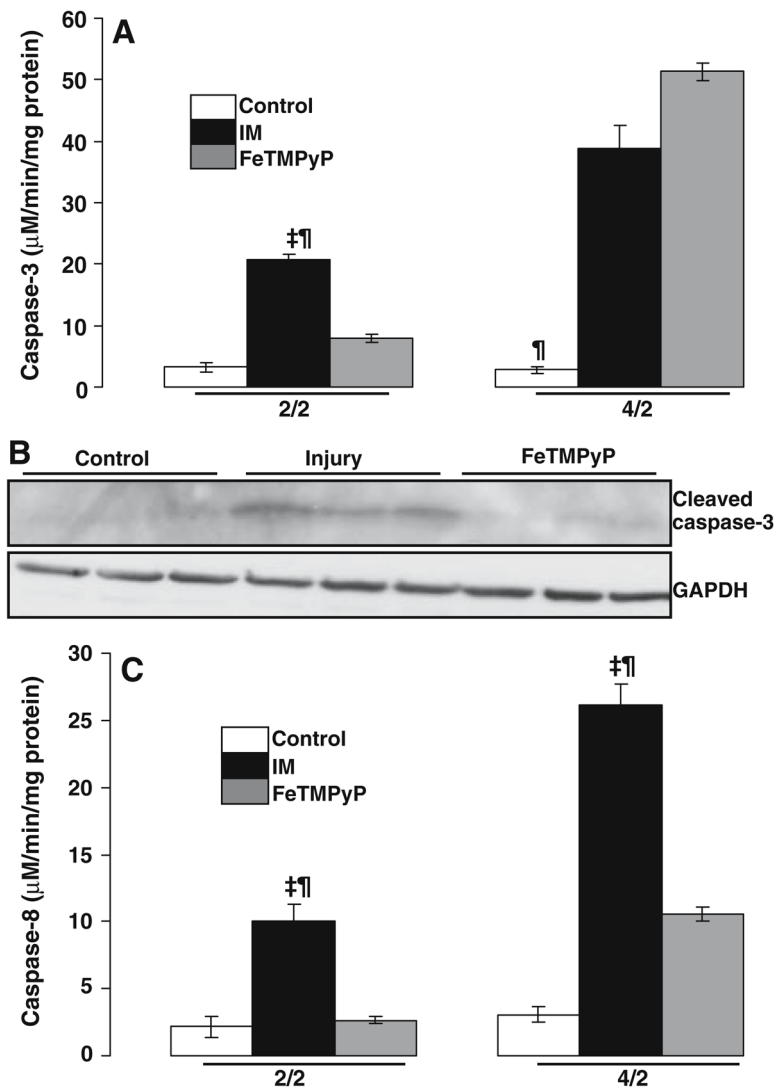 A
Caspase-3 (µM/min/mg protein)
60
50
40
30
20
10
0
Control
IM
FeTMPyP
‡¶
¶
2/2
4/2
B
Control
Injury
FeTMPyP
Cleaved
caspase-3
GAPDH
C
Caspase-8 (µM/min/mg protein)
30
25
20
15
10
5
0
Control
IM
FeTMPyP
‡¶
‡¶
2/2
4/2